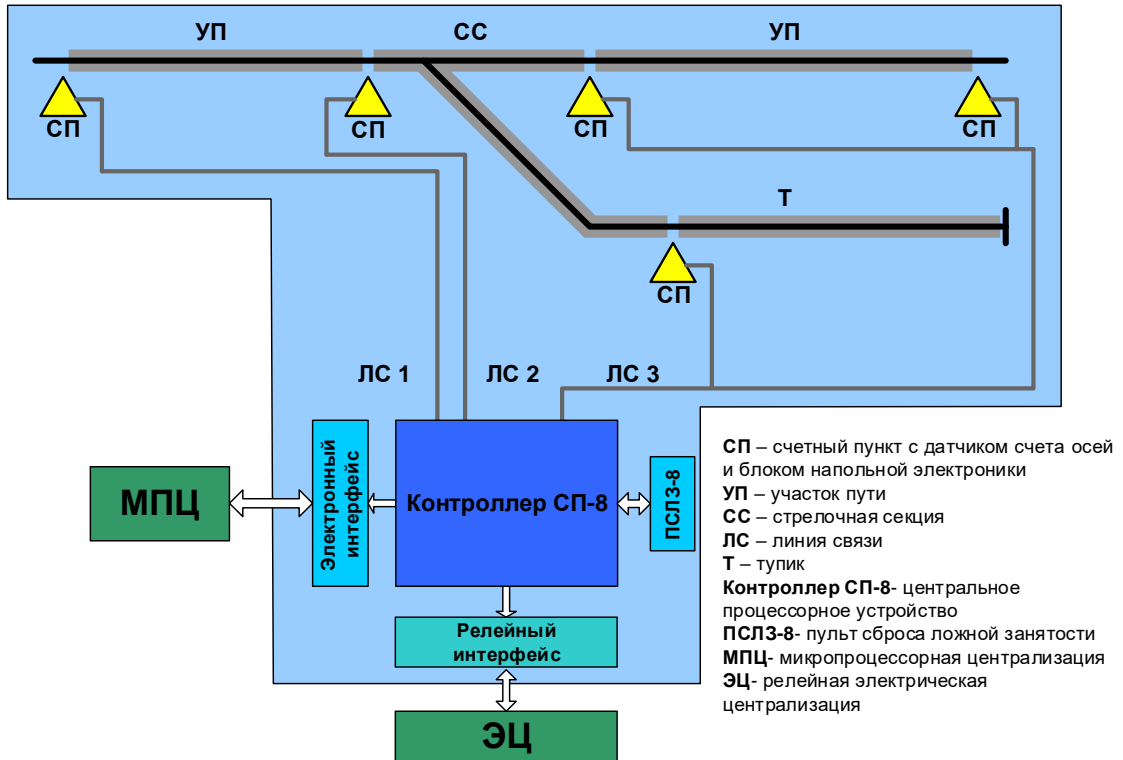 УП
СС
УП
СП
СП
СП
СП
Т
СП
ЛС 1
ЛС 2
ЛС 3
МПЦ
Электронный
интерфейс
Контроллер СП-8
ПСЛЗ-8
Релейный
интерфейс
ЭЦ
СП – счетный пункт с датчиком счета осей
и блоком напольной электроники
УП – участок пути
СС – стрелочная секция
ЛС – линия связи
Т – тупик
Контроллер СП-8- центральное
процессорное устройство
ПСЛЗ-8- пульт сброса ложной занятости
МПЦ- микропроцессорная централизация
ЭЦ- релейная электрическая
централизация